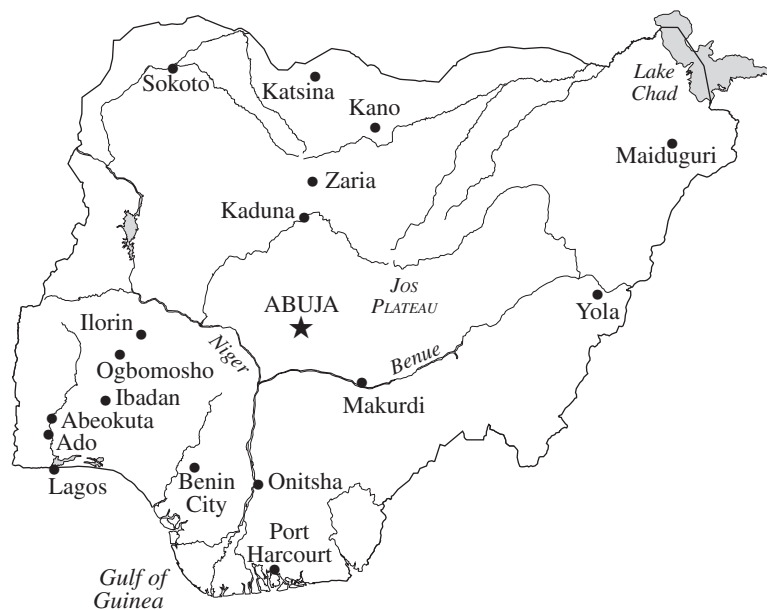 Lake
Chad
Sokoto
Katsina
Kano
Maiduguri
Zaria
Kaduna
Jos
PLATEAU
ABUJA
Yola
Ilorin
Niger
Benue
Ogbomosho
Ibadan
Makurdi
Abeokuta
Ado
Lagos
Benin
City
Onitsha
Port
Harcourt
Gulf of
Guinea